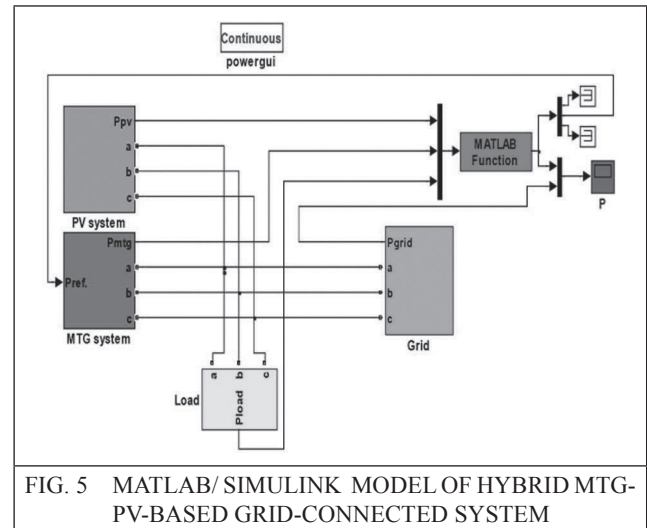 Continuous
powergui
Ppv
a
b
c
PV system
Pmtg
Pref.
a
b
c
MTG system
MATLAB
Function
P
Pgrid
a
b
c
Grid
a b c
Load
Pload
FIG. 5 MATLAB/ SIMULINK MODEL OF HYBRID MTG-
PV-BASED GRID-CONNECTED SYSTEM